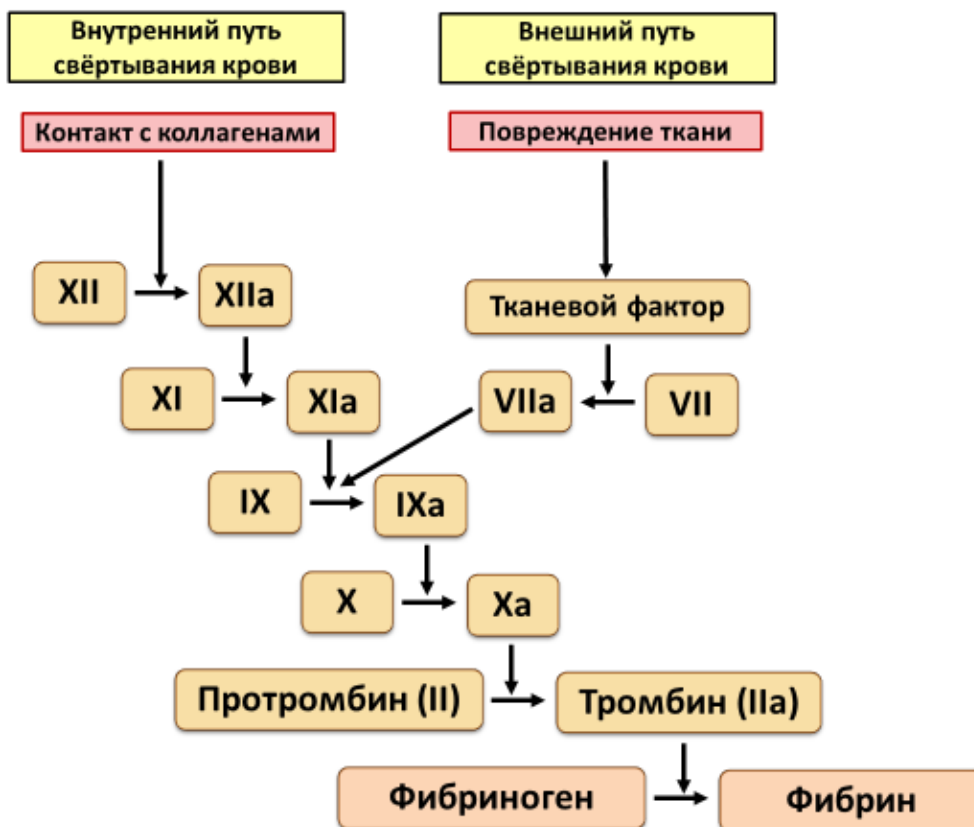 Внутренний путь
свёртывания крови
Внешний путь
свёртывания крови
Контакт с коллагенами
Повреждение ткани
XII
XIIa
Тканевой фактор
XI
XIa
VIIa
VII
IX
IXa
X
Xa
Протромбин (II)
Тромбин (IIa)
Фибриноген
Фибрин